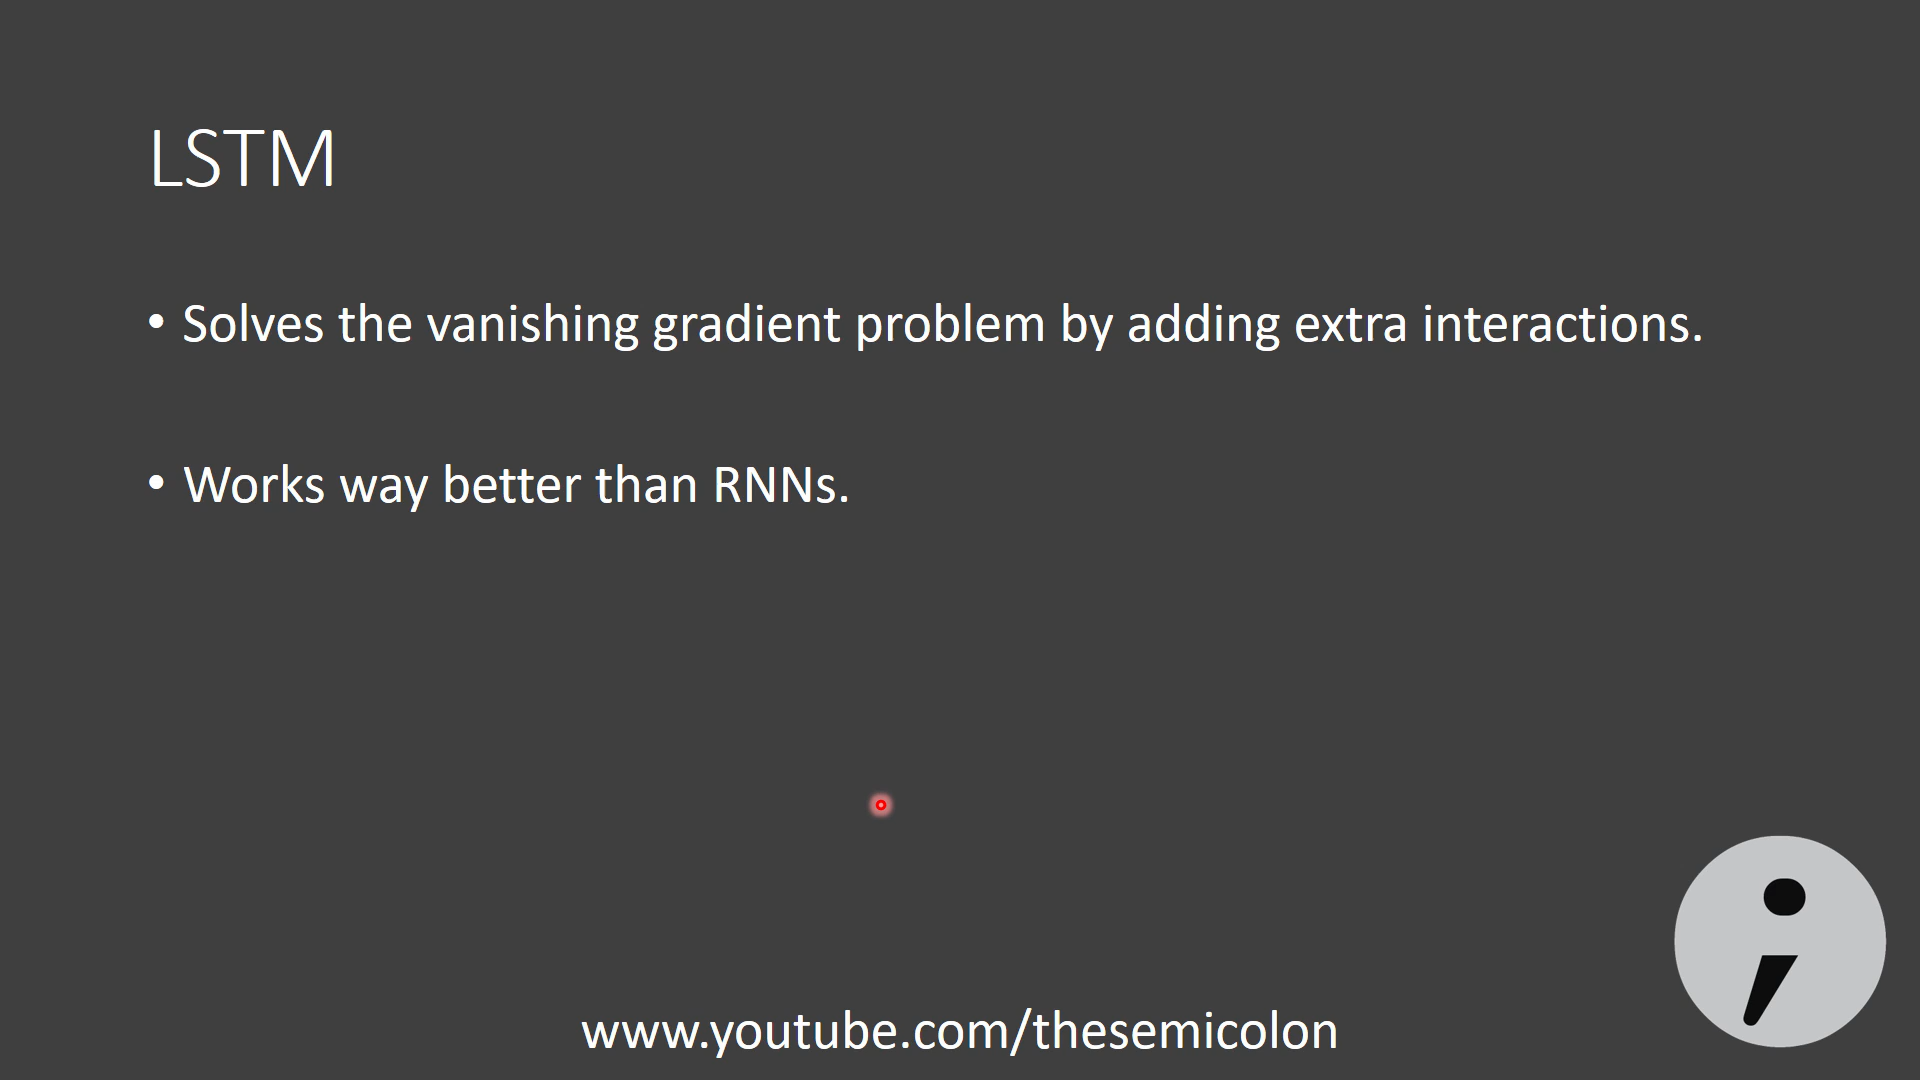 LSTM
• Solves the vanishing gradient problem by adding extra interactions.
• Works way better than RNNs.
www.youtube.com/thesemicolon
;